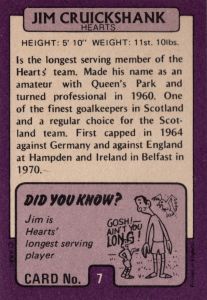 JIM CRUICKSHANK
HEARTS
HEIGHT: 5' 10" WEIGHT: 11st. 10lbs.
Is the longest serving member of the
Hearts' team. Made his name as an
amateur with Queen's Park and
turned professional in 1960. One
of the finest goalkeepers in Scotland
and a regular choice for the Scot-
land team. First capped in 1964
against Germany and against England
at Hampden and Ireland in Belfast in
1970.
DID YOU KNOW?
Jim is
Hearts'
longest serving
player
GOSH!
AIN'T
YOU
LONG!
CARD No. 7